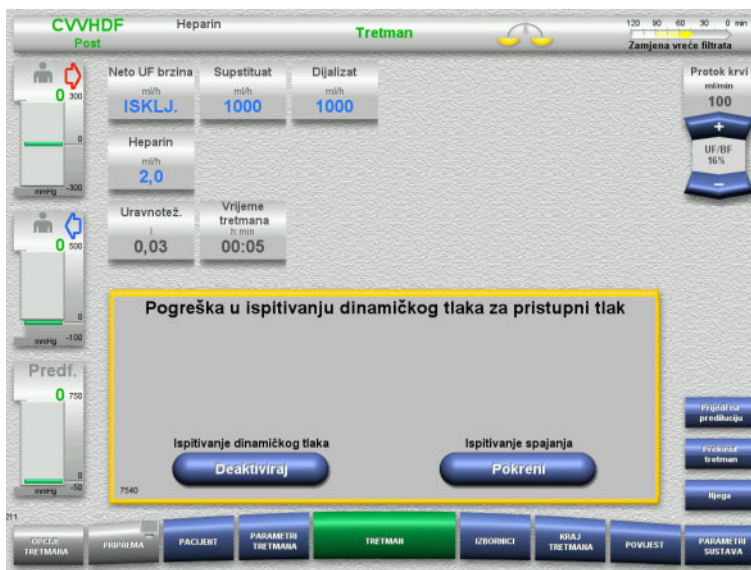 CVVHDF
Post
Heparin
Tretman
120 90 60 30 0 min
Zamjena vreće filtrata
0 300
0
mmHg -300
Neto UF brzina
ml/h
ISKLJ.
Supstituat
ml/h
1000
Dijalizat
ml/h
1000
Protok krvi
ml/min
100
+
UF/BF
16%
−
Heparin
ml/h
2,0
Uravnotež.
l
0,03
Vrijeme
tretmana
h:min
00:05
0 500
0
mmHg -100
Predf.
0 750
0
mmHg -50
Pogreška u ispitivanju dinamičkog tlaka za pristupni tlak
Ispitivanje dinamičkog tlaka
Deaktiviraj
Ispitivanje spajanja
Pokreni
7540
Prijeđi na
prediluciju
Prekinut
tretman
Njega
211
OPCIJE
TRETMANA
PRIPREMA
PACIJENT
PARAMETRI
TRETMANA
TRETMAN
IZBORNICI
KRAJ
TRETMANA
POVIJEST
PARAMETRI
SUSTAVA